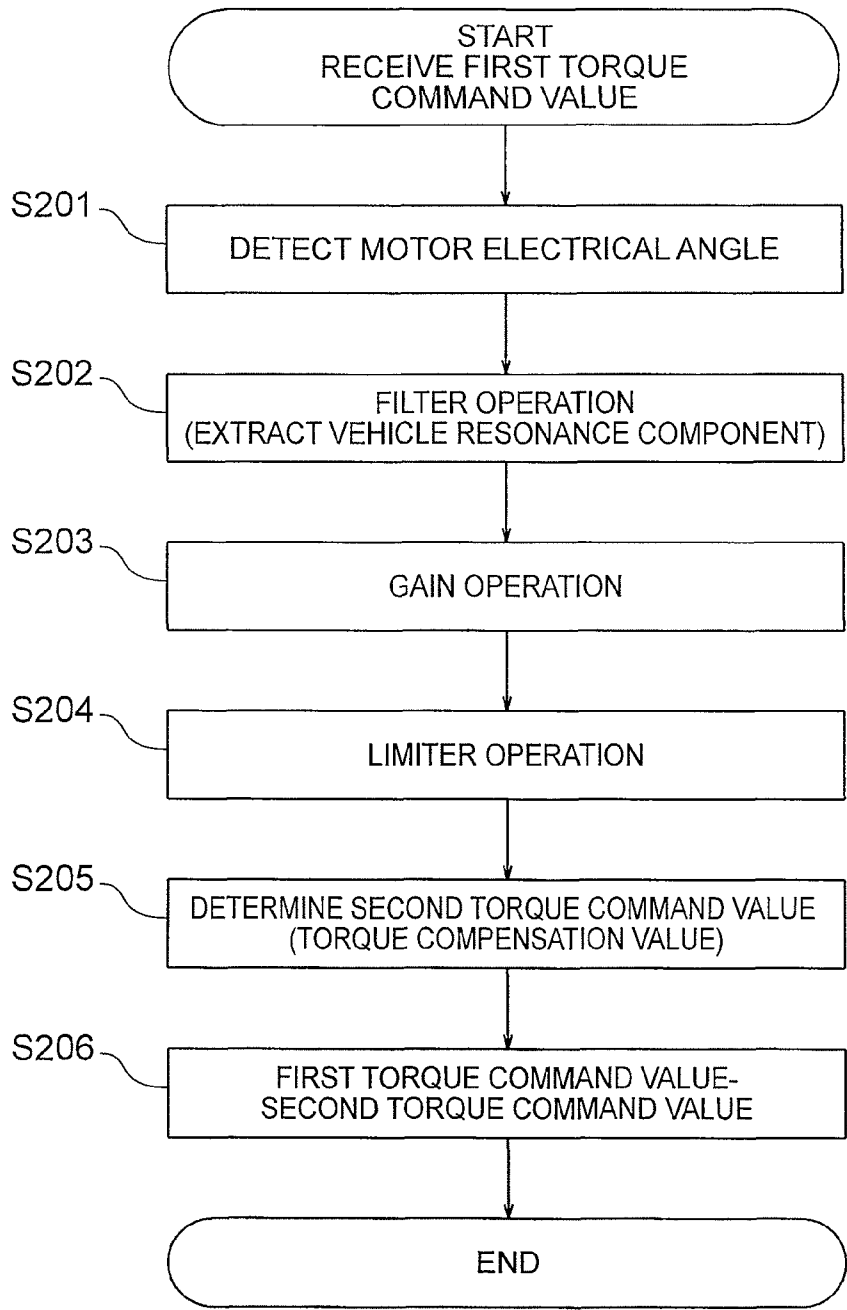 START
RECEIVE FIRST TORQUE
COMMAND VALUE
S201
DETECT MOTOR ELECTRICAL ANGLE
S202
FILTER OPERATION
(EXTRACT VEHICLE RESONANCE COMPONENT)
S203
GAIN OPERATION
S204
LIMITER OPERATION
S205
DETERMINE SECOND TORQUE COMMAND VALUE
(TORQUE COMPENSATION VALUE)
S206
FIRST TORQUE COMMAND VALUE-
SECOND TORQUE COMMAND VALUE
END